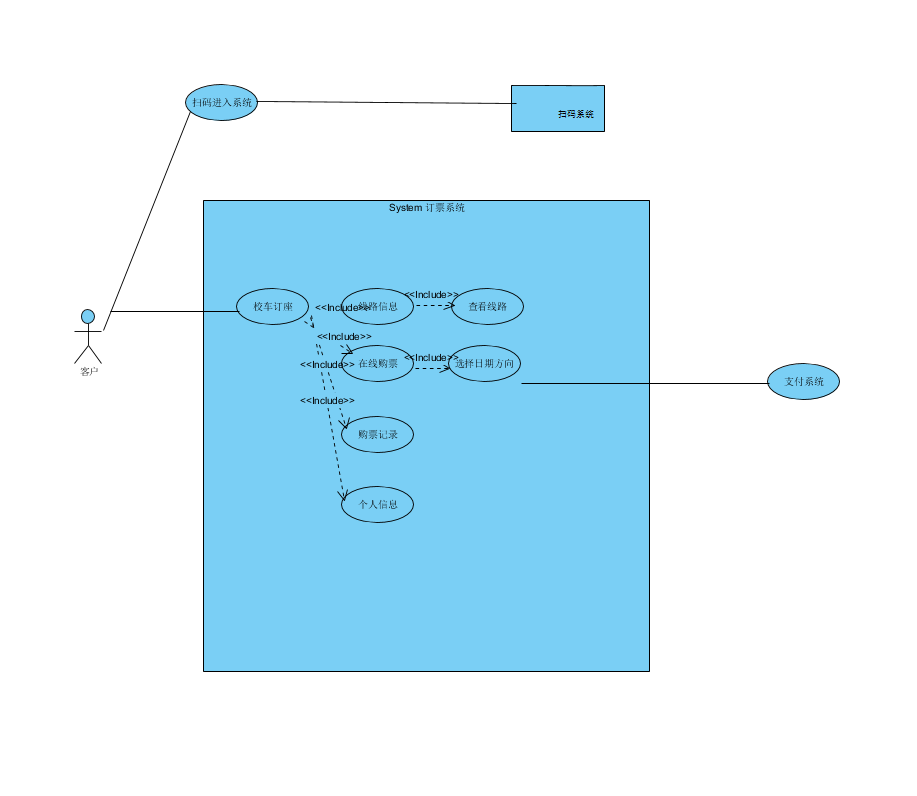 扫码进入系统
扫码系统
System 订票系统
<<Include>>
校车订座
<<Include>>
线路信息
查看线路
<<Include>>
<<Include>>
<<Include>>
在线购票
选择日期方向
客户
支付系统
<<Include>>
购票记录
个人信息